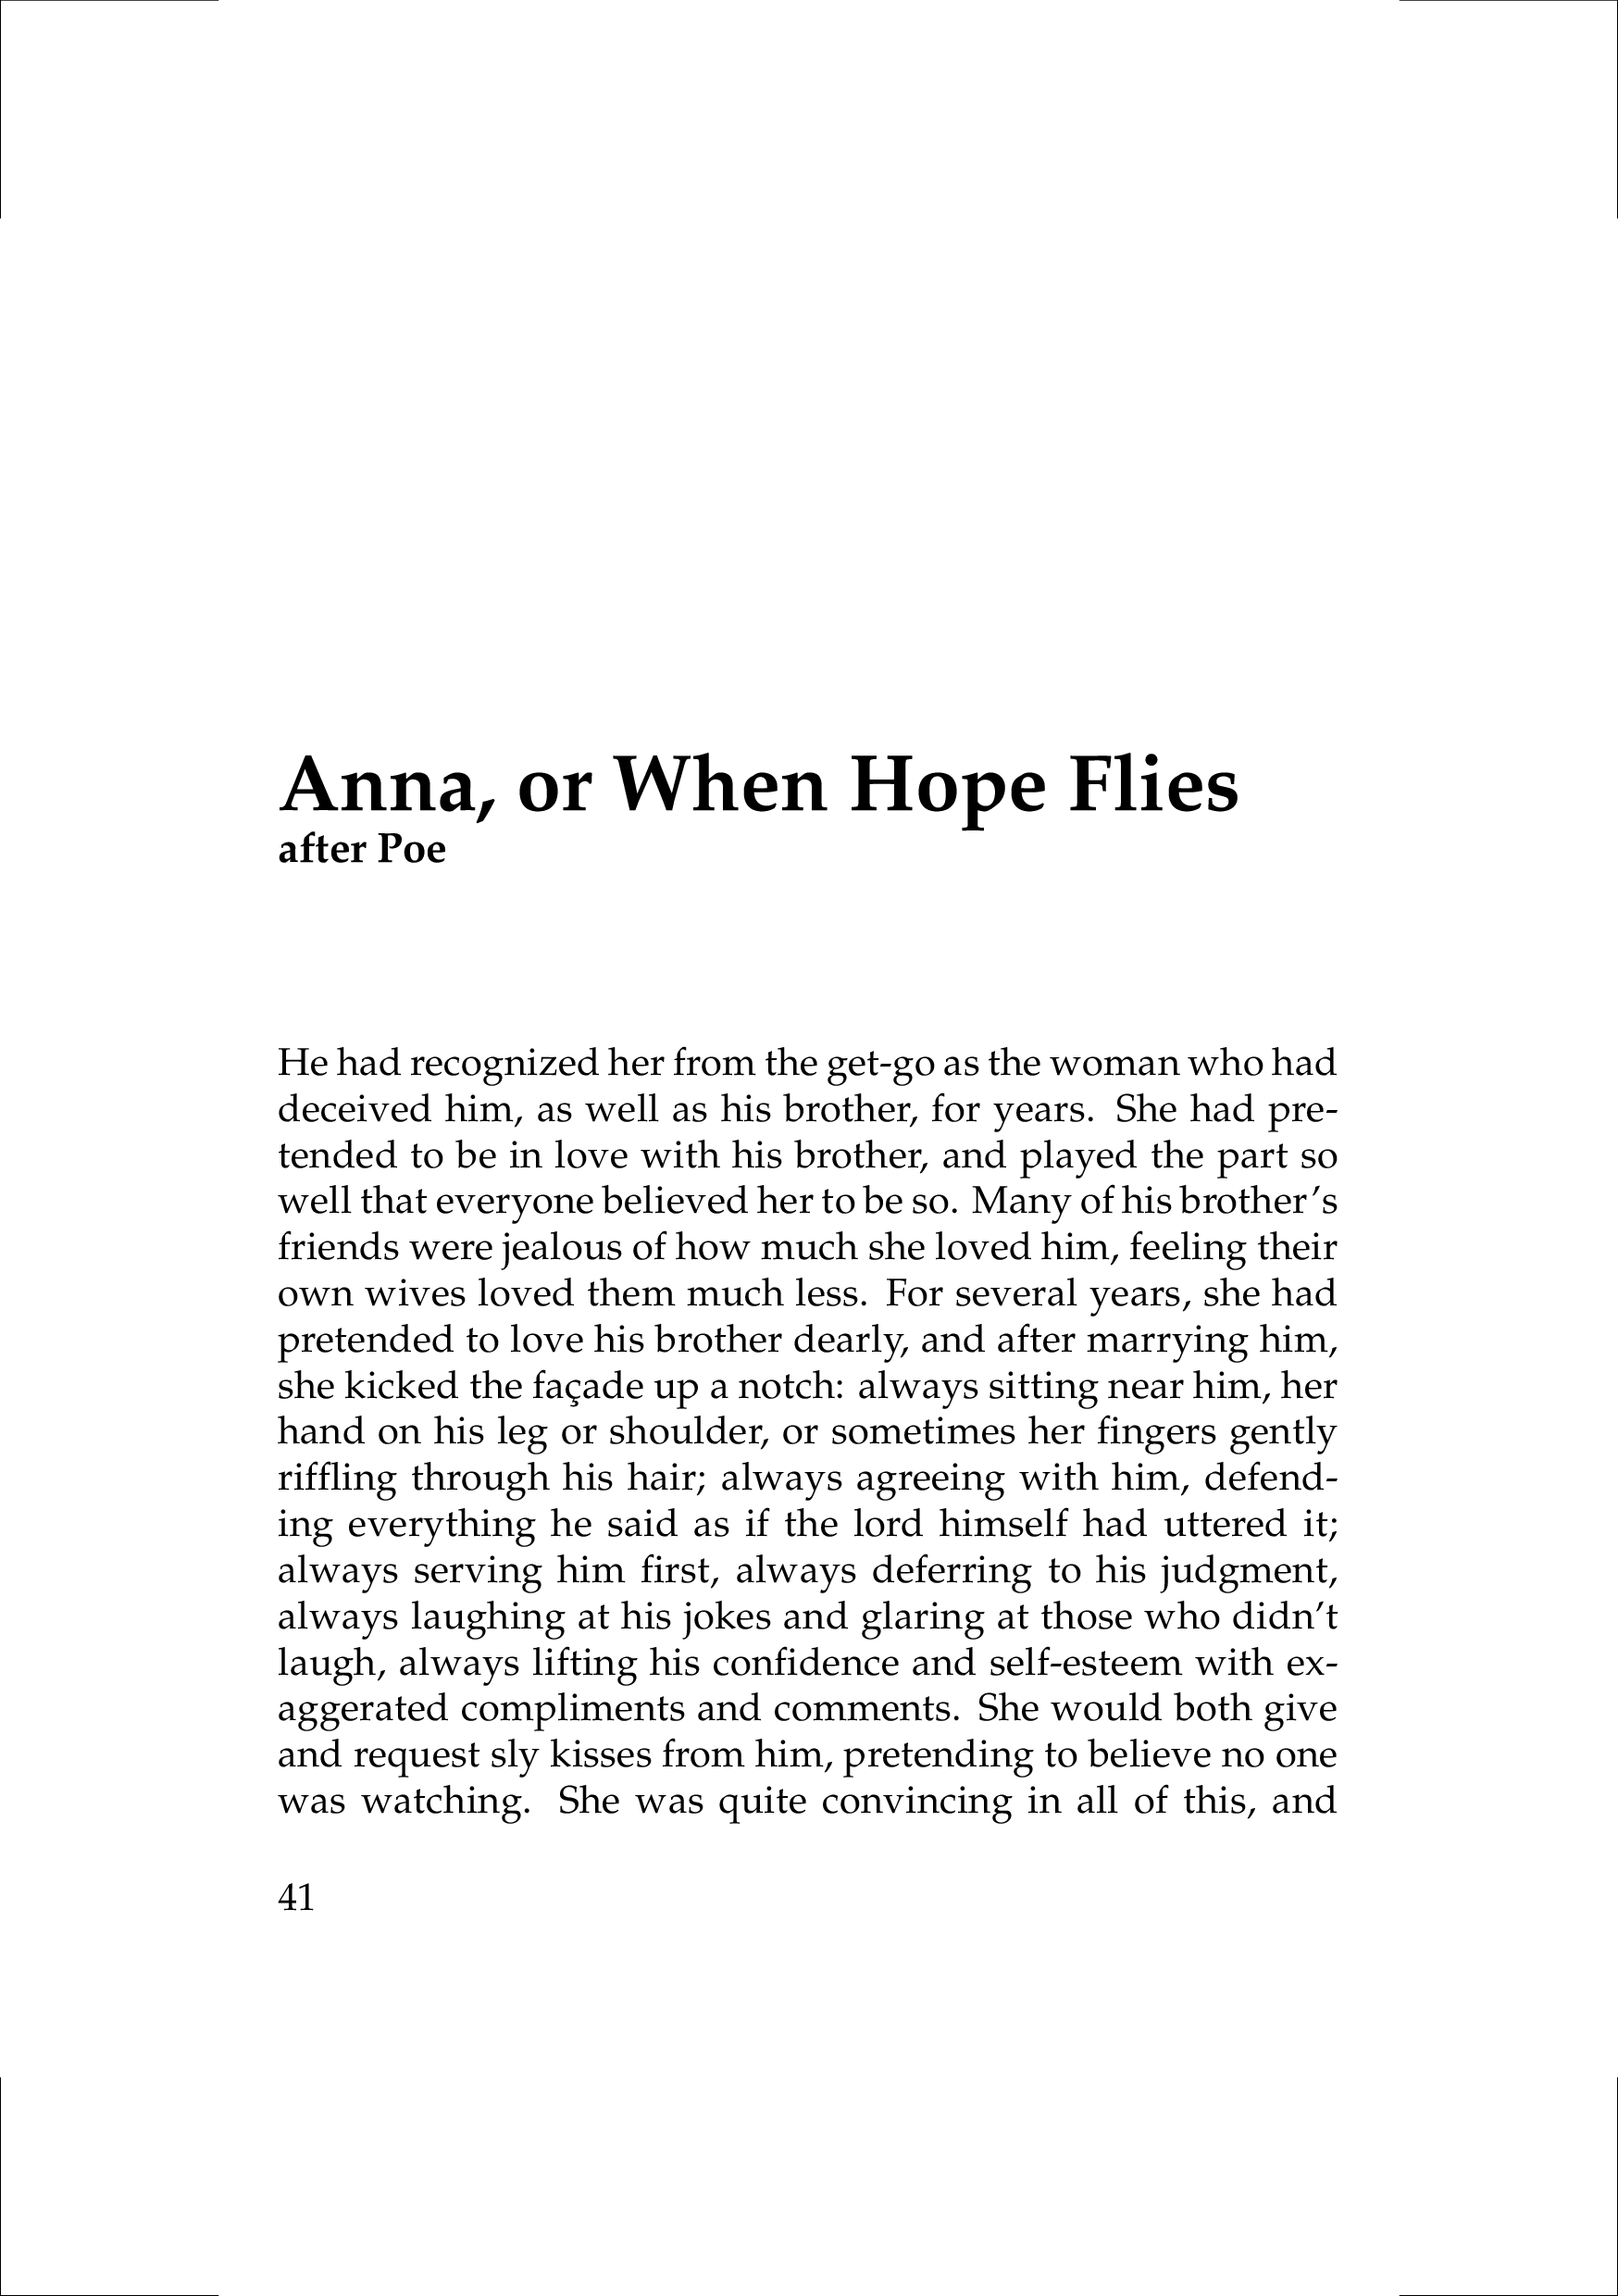 Anna, or When Hope Flies
after Poe
He had recognized her from the get-go as the woman who had
deceived him, as well as his brother, for years. She had pre-
tended to be in love with his brother, and played the part so
well that everyone believed her to be so. Many of his brother’s
friends were jealous of how much she loved him, feeling their
own wives loved them much less. For several years, she had
pretended to love his brother dearly, and after marrying him,
she kicked the façade up a notch: always sitting near him, her
hand on his leg or shoulder, or sometimes her fingers gently
riffling through his hair; always agreeing with him, defend-
ing everything he said as if the lord himself had uttered it;
always serving him first, always deferring to his judgment,
always laughing at his jokes and glaring at those who didn’t
laugh, always lifting his confidence and self-esteem with ex-
aggerated compliments and comments. She would both give
and request sly kisses from him, pretending to believe no one
was watching. She was quite convincing in all of this, and
41